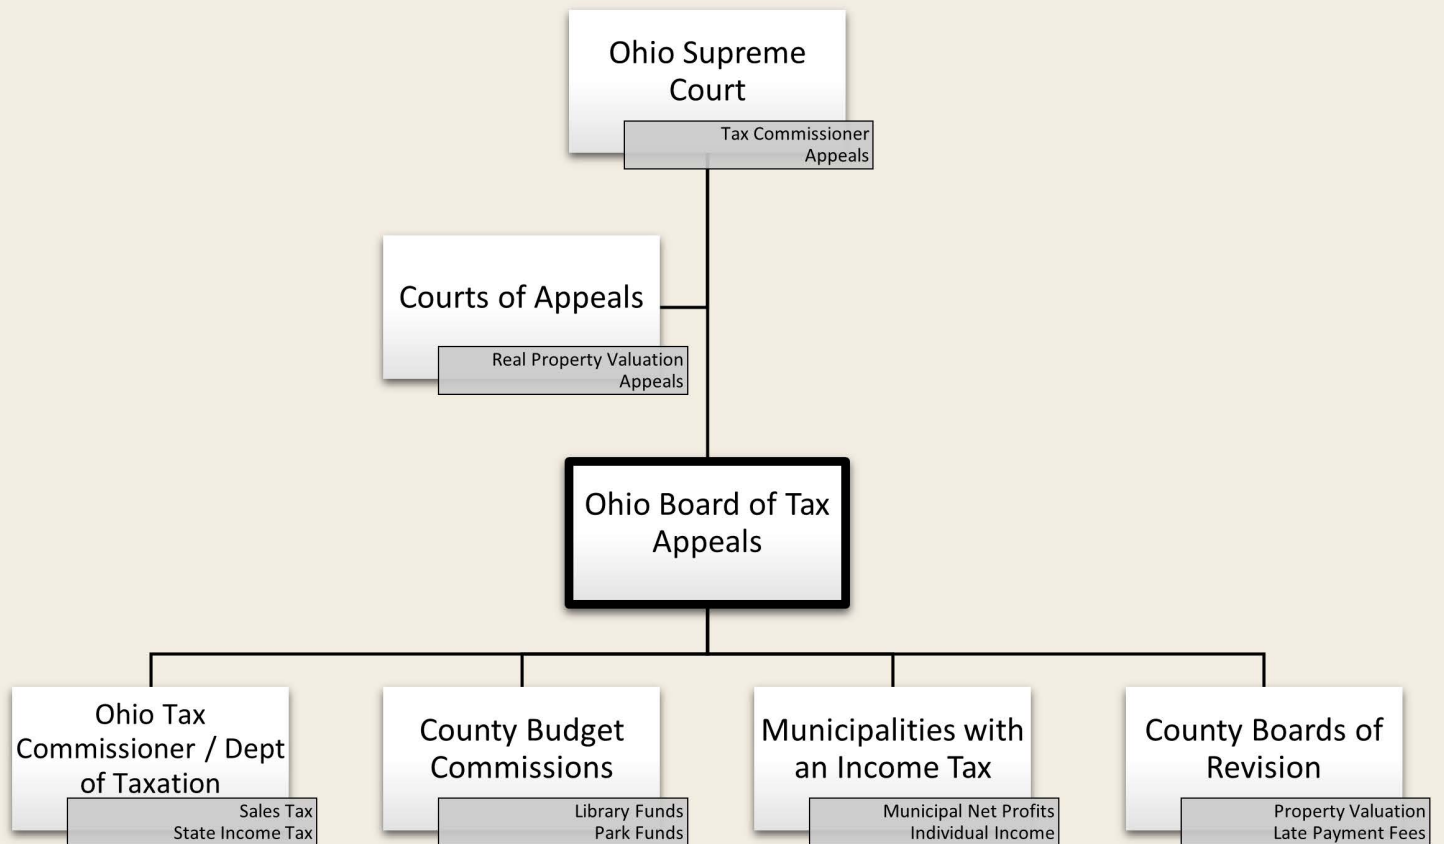 Ohio Supreme
Court
Tax Commissioner
Appeals
Courts of Appeals
Real Property Valuation
Appeals
Ohio Board of Tax
Appeals
Ohio Tax
Commissioner / Dept
of Taxation
Sales Tax
State Income Tax
County Budget
Commissions
Library Funds
Park Funds
Municipalities with
an Income Tax
Municipal Net Profits
Individual Income
County Boards of
Revision
Property Valuation
Late Payment Fees